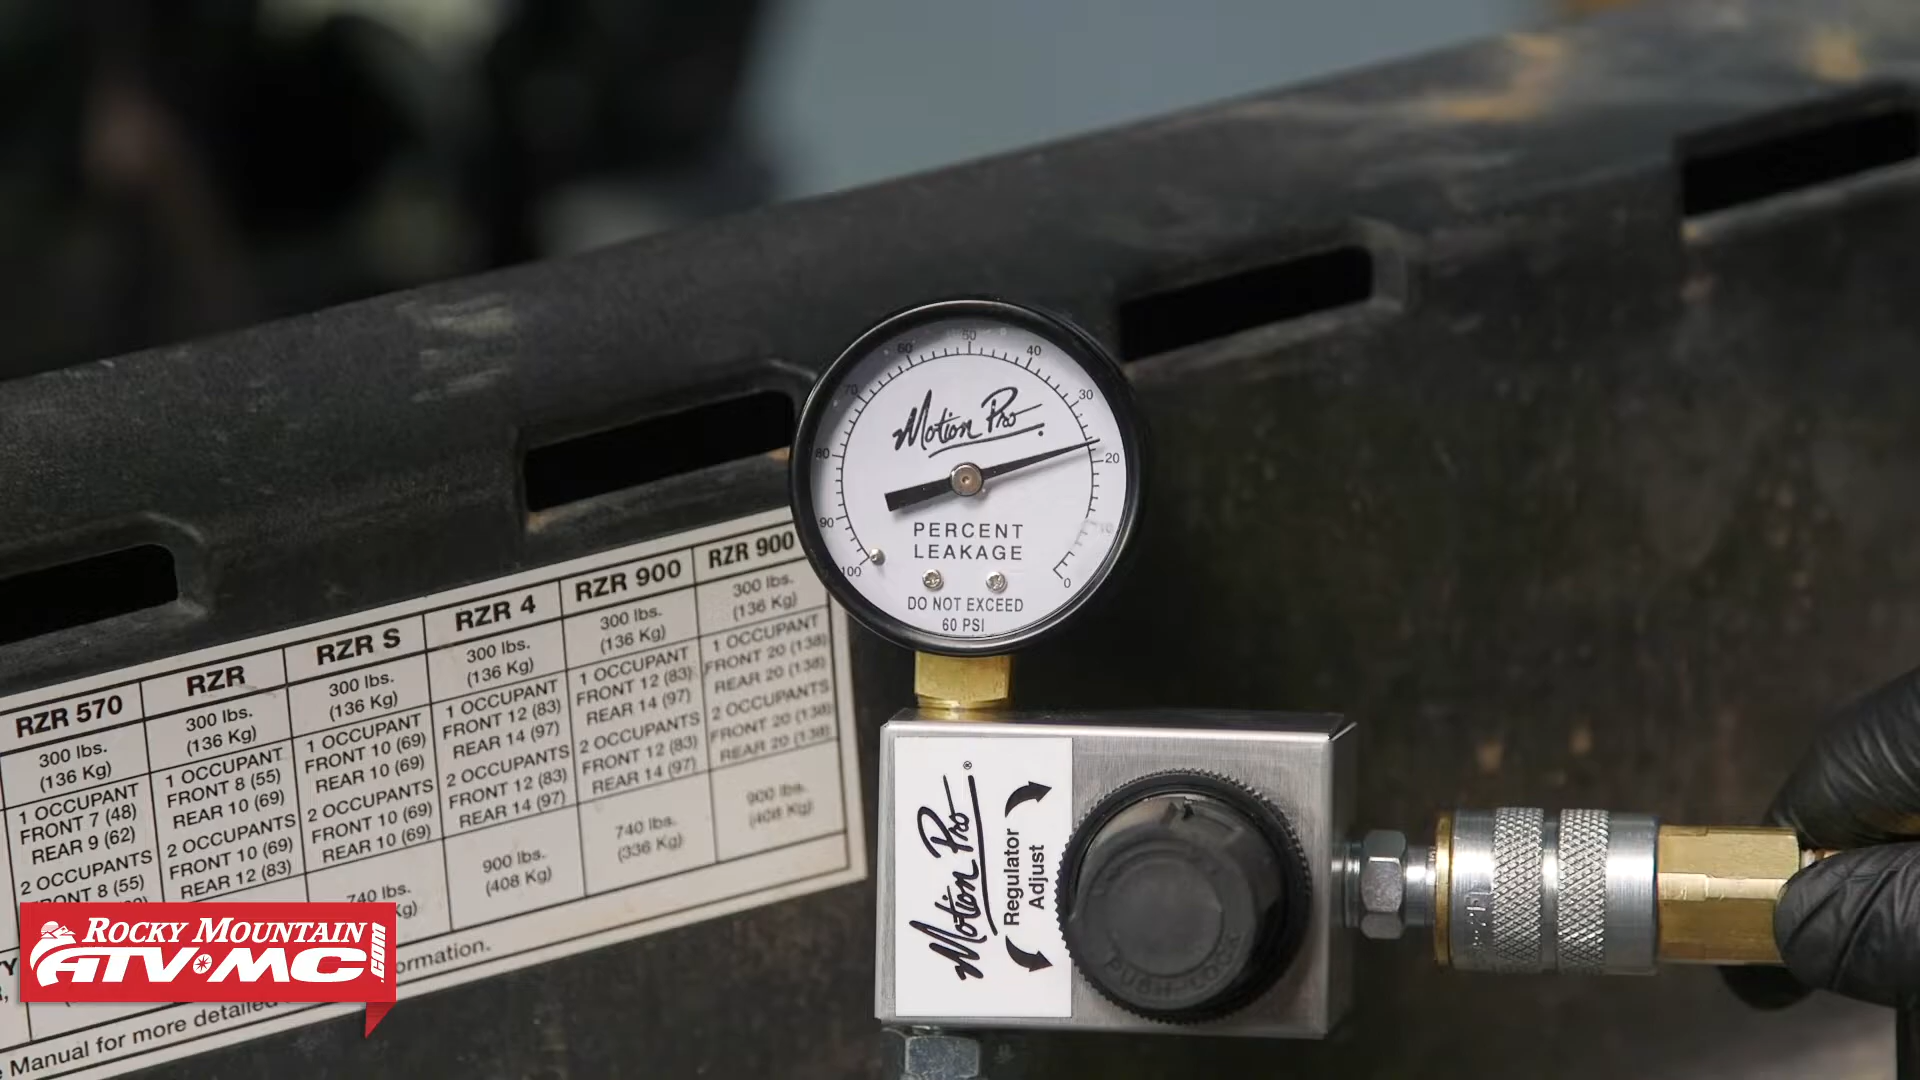 50
60
40
70
30
80
20
90
10
100
0
Motion Pro
PERCENT
LEAKAGE
DO NOT EXCEED
60 PSI
Motion Pro ®
Regulator
Adjust
PUSH-LOCK
RZR 570
RZR
RZR S
RZR 4
RZR 900
RZR 900
300 lbs.
(136 Kg)
300 lbs.
(136 Kg)
300 lbs.
(136 Kg)
300 lbs.
(136 Kg)
300 lbs.
(136 Kg)
300 lbs.
(136 Kg)
1 OCCUPANT
FRONT 7 (48)
REAR 9 (62)
2 OCCUPANTS
FRONT 8 (55)
1 OCCUPANT
FRONT 8 (55)
REAR 10 (69)
2 OCCUPANTS
FRONT 10 (69)
REAR 12 (83)
1 OCCUPANT
FRONT 10 (69)
REAR 10 (69)
2 OCCUPANTS
FRONT 10 (69)
REAR 10 (69)
1 OCCUPANT
FRONT 12 (83)
REAR 14 (97)
2 OCCUPANTS
FRONT 12 (83)
REAR 14 (97)
1 OCCUPANT
FRONT 12 (83)
REAR 14 (97)
2 OCCUPANTS
FRONT 12 (83)
REAR 14 (97)
1 OCCUPANT
FRONT 20 (138)
REAR 20 (138)
2 OCCUPANTS
FRONT 20 (138)
REAR 20 (138)
740 lbs.
Kg)
900 lbs.
(408 Kg)
740 lbs.
(336 Kg)
900 lbs.
(408 Kg)
ormation.
Manual for more detailed
ROCKY MOUNTAIN
ATV MC .COM